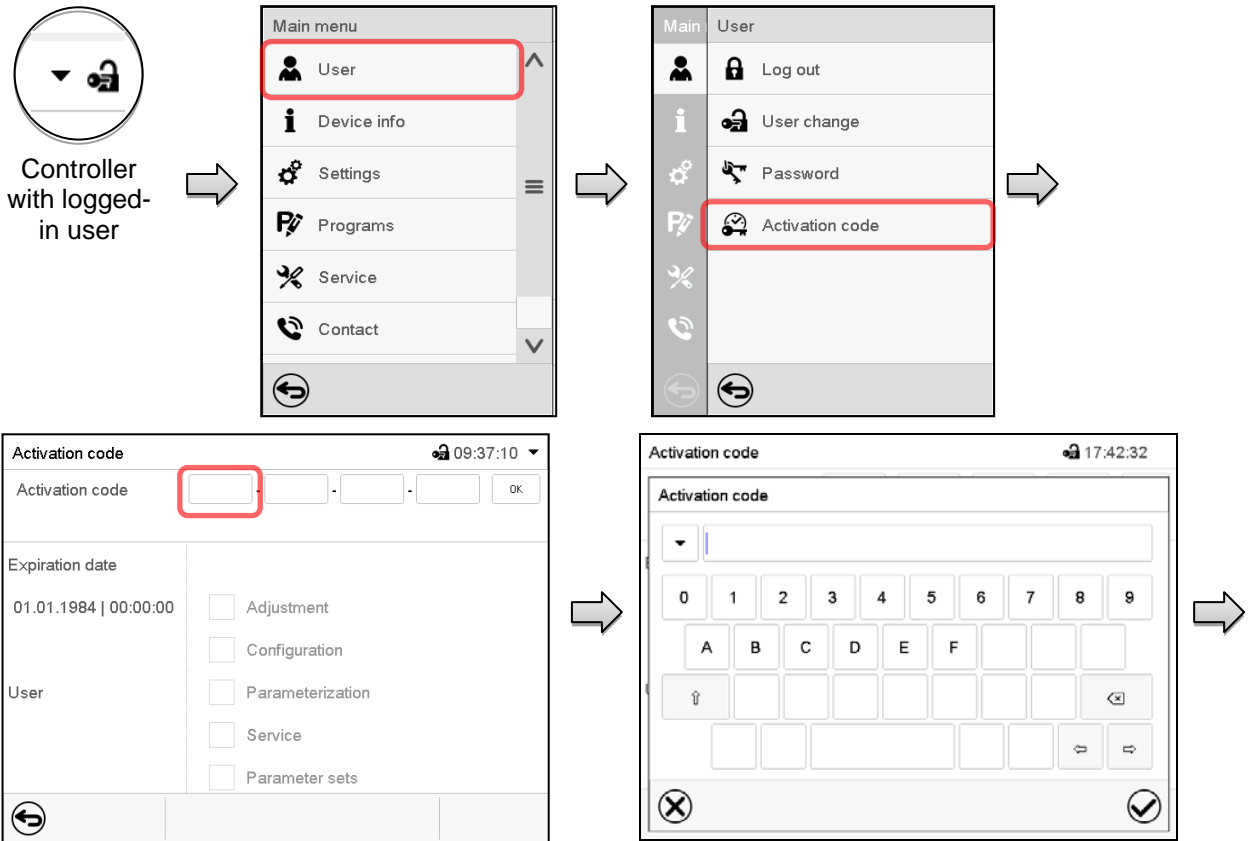 Controller
with logged-
in user
Main menu
User
Device info
Settings
Programs
Service
Contact
Main User
Log out
User change
Password
Activation code
Activation code 09:37:10
Activation code - - - OK
Expiration date
01.01.1984 | 00:00:00 Adjustment
Configuration
User Parameterization
Service
Parameter sets
Activation code 17:42:32
Activation code
0 1 2 3 4 5 6 7 8 9
A B C D E F